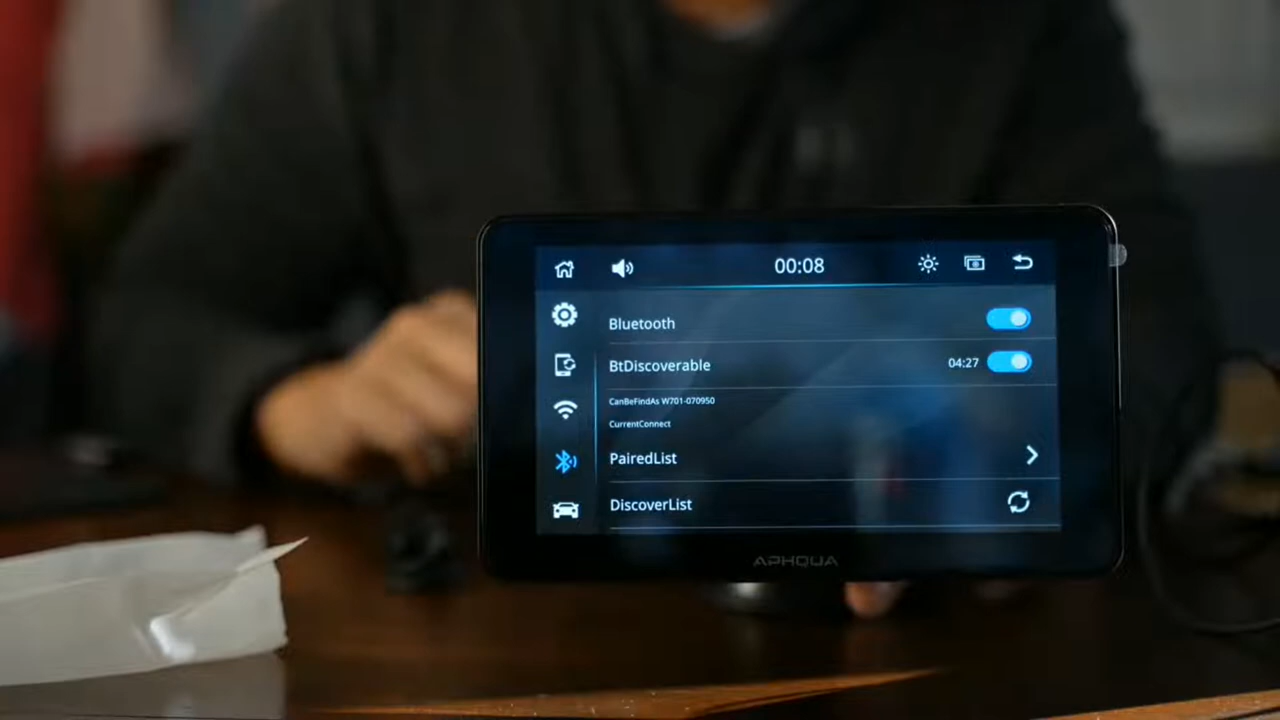 00:08
Bluetooth
BtDiscoverable 04:27
CanBeFindAs W701-070950
CurrentConnect
PairedList
DiscoverList
APHQUA